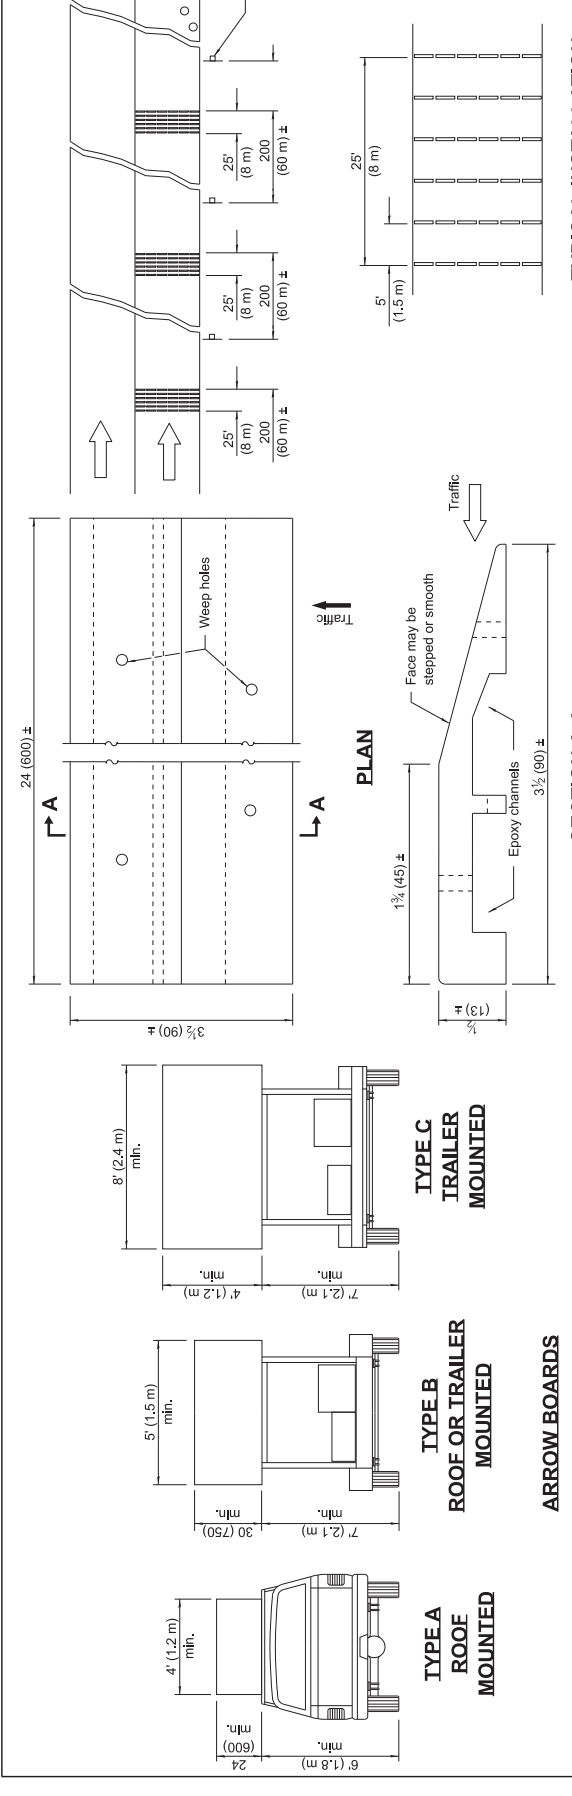 4' (1.2 m)
min.
24
(600)
min.
6' (1.8 m)
min.
TYPE A
ROOF
MOUNTED
5' (1.5 m)
min.
30 (750)
min.
7' (2.1 m)
min.
TYPE B
ROOF OR TRAILER
MOUNTED
8' (2.4 m)
min.
4' (1.2 m)
min.
7' (2.1 m)
min.
TYPE C
TRAILER
MOUNTED
ARROW BOARDS
24 (600) ±
A
A
3½ (90) ±
Weep holes
Traffic
PLAN
1¾ (45) ±
Face may be
stepped or smooth
Traffic
½
(13) ±
Epoxy channels
3½ (90) ±
25'
(8 m)
200
(60 m) ±
25'
(8 m)
200
(60 m) ±
25'
(8 m)
200
(60 m) ±
25'
(8 m)
5'
(1.5 m)